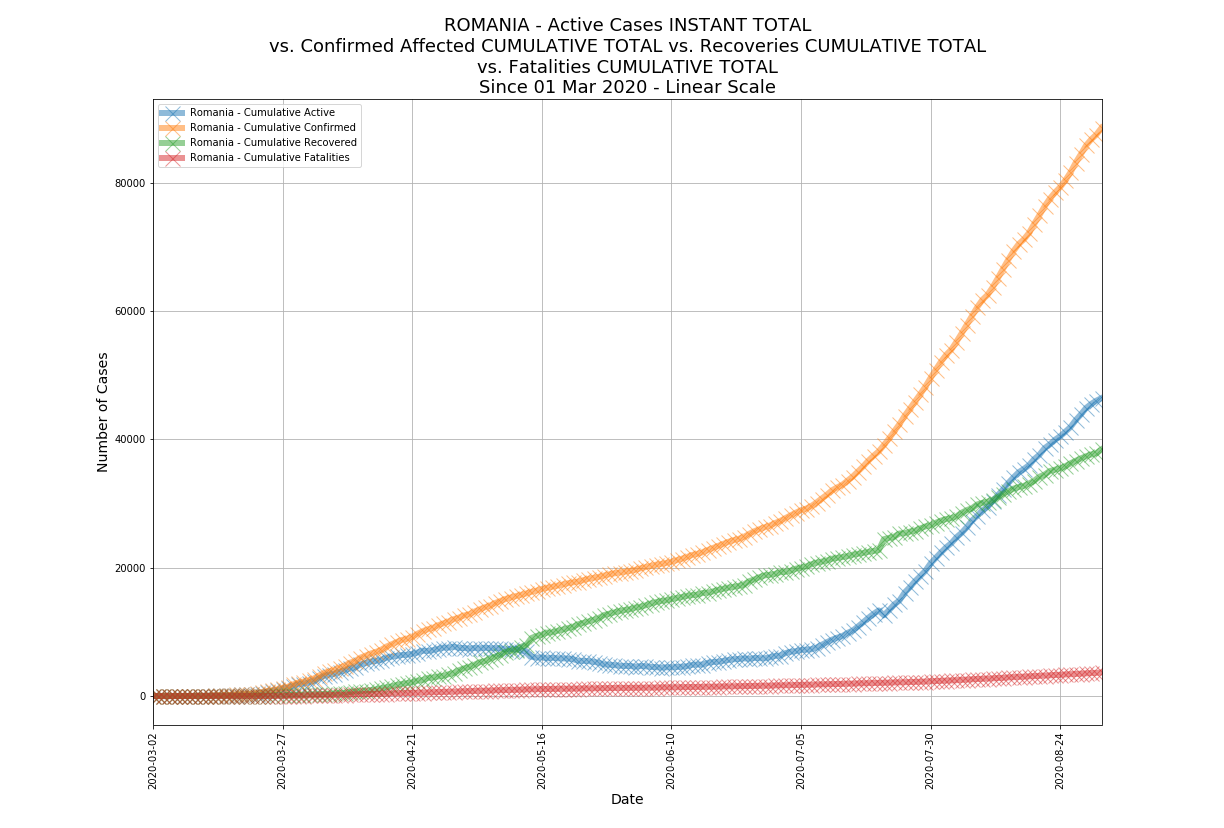 ROMANIA - Active Cases INSTANT TOTAL
vs. Confirmed Affected CUMULATIVE TOTAL vs. Recoveries CUMULATIVE TOTAL
vs. Fatalities CUMULATIVE TOTAL
Since 01 Mar 2020 - Linear Scale
Romania - Cumulative Active
Romania - Cumulative Confirmed
Romania - Cumulative Recovered
Romania - Cumulative Fatalities
80000
60000
40000
20000
0
Number of Cases
2020-03-02
2020-03-27
2020-04-21
2020-05-16
2020-06-10
2020-07-05
2020-07-30
2020-08-24
Date